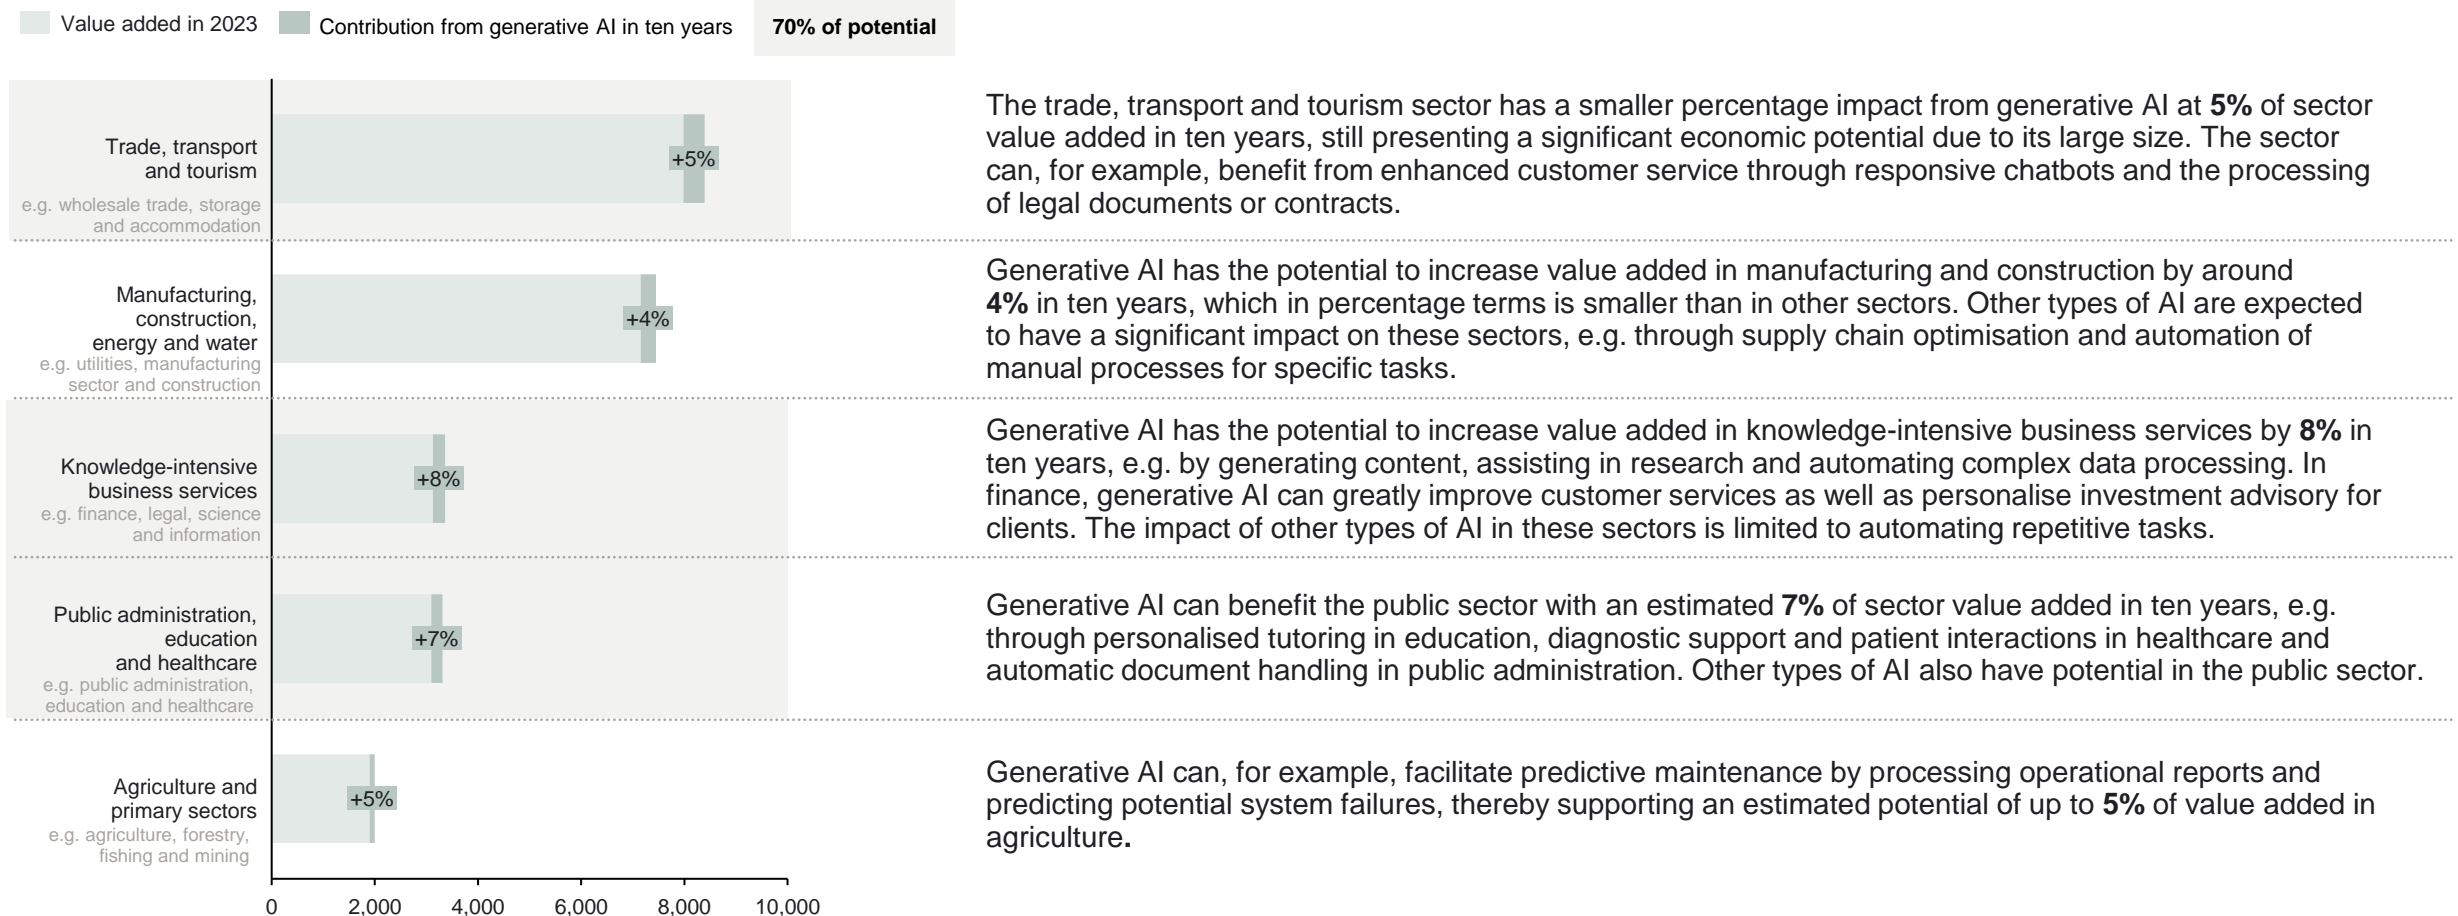 Value added in 2023
Contribution from generative AI in ten years
70% of potential
Trade, transport
and tourism
e.g. wholesale trade, storage
and accommodation
+5%
The trade, transport and tourism sector has a smaller percentage impact from generative AI at 5% of sector
value added in ten years, still presenting a significant economic potential due to its large size. The sector
can, for example, benefit from enhanced customer service through responsive chatbots and the processing
of legal documents or contracts.
Manufacturing,
construction,
energy and water
e.g. utilities, manufacturing
sector and construction
+4%
Generative AI has the potential to increase value added in manufacturing and construction by around
4% in ten years, which in percentage terms is smaller than in other sectors. Other types of AI are expected
to have a significant impact on these sectors, e.g. through supply chain optimisation and automation of
manual processes for specific tasks.
Knowledge-intensive
business services
e.g. finance, legal, science
and information
+8%
Generative AI has the potential to increase value added in knowledge-intensive business services by 8% in
ten years, e.g. by generating content, assisting in research and automating complex data processing. In
finance, generative AI can greatly improve customer services as well as personalise investment advisory for
clients. The impact of other types of AI in these sectors is limited to automating repetitive tasks.
Public administration,
education
and healthcare
e.g. public administration,
education and healthcare
+7%
Generative AI can benefit the public sector with an estimated 7% of sector value added in ten years, e.g.
through personalised tutoring in education, diagnostic support and patient interactions in healthcare and
automatic document handling in public administration. Other types of AI also have potential in the public sector.
Agriculture and
primary sectors
e.g. agriculture, forestry,
fishing and mining
+5%
Generative AI can, for example, facilitate predictive maintenance by processing operational reports and
predicting potential system failures, thereby supporting an estimated potential of up to 5% of value added in
agriculture.
0 2,000 4,000 6,000 8,000 10,000